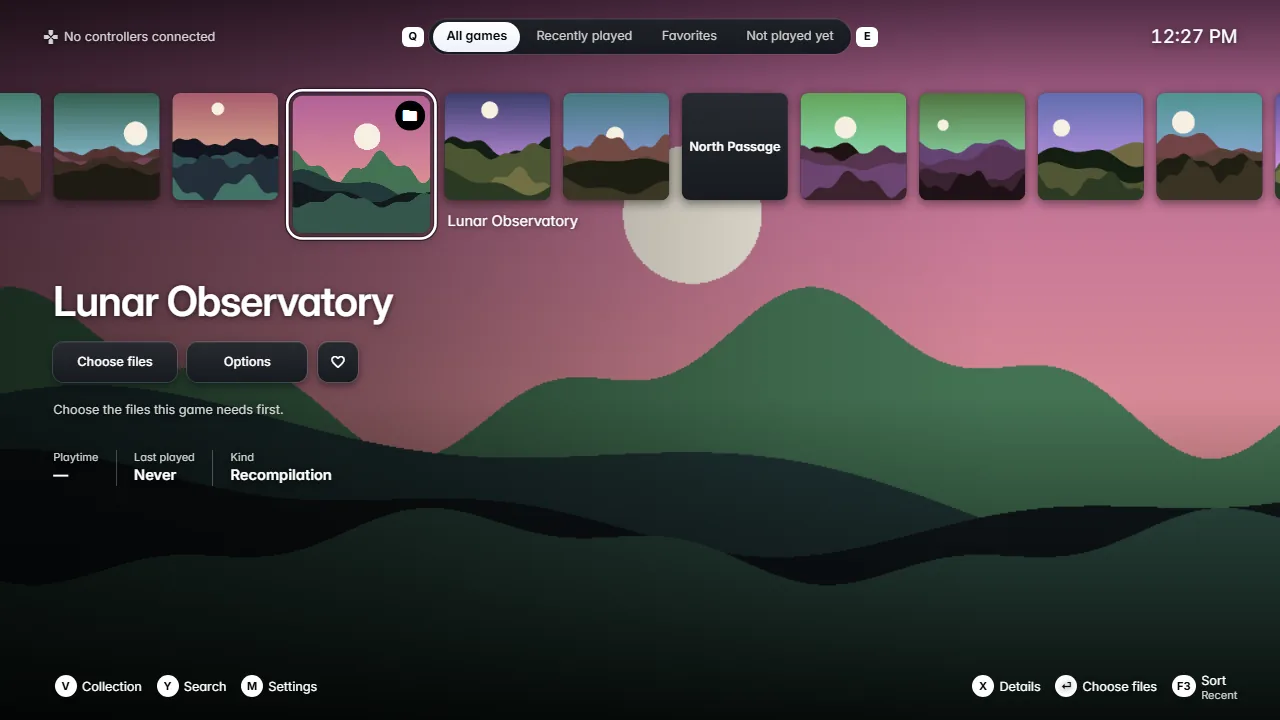 No controllers connected
Q
All games
Recently played
Favorites
Not played yet
E
12:27 PM
North Passage
Lunar Observatory
Lunar Observatory
Choose files
Options
Choose the files this game needs first.
Playtime
—
Last played
Never
Kind
Recompilation
V Collection
Y Search
M Settings
X Details
Choose files
F3 Sort
Recent